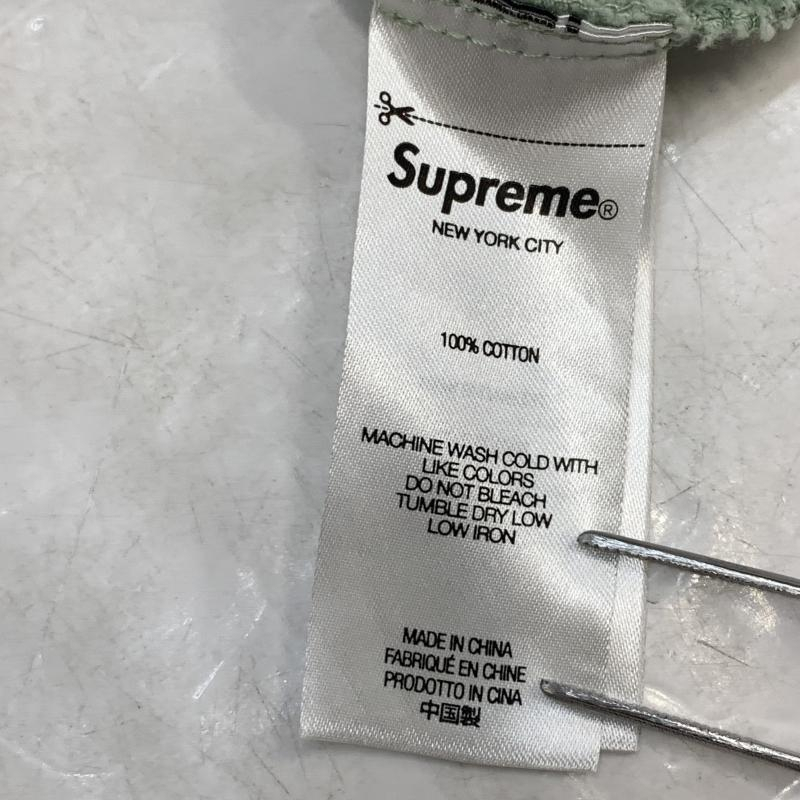 Supreme®
NEW YORK CITY
100% COTTON
MACHINE WASH COLD WITH
LIKE COLORS
DO NOT BLEACH
TUMBLE DRY LOW
LOW IRON
MADE IN CHINA
FABRIQUÉ EN CHINE
PRODOTTO IN CINA
中国製